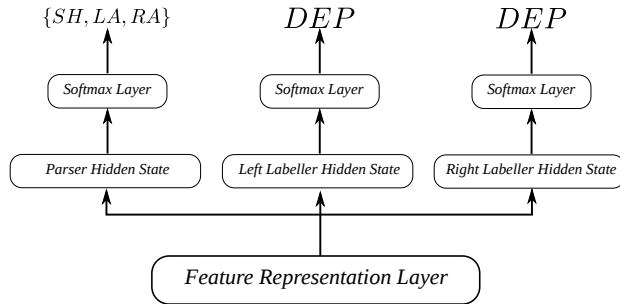 {SH, LA, RA} DEP DEP
Softmax Layer Softmax Layer Softmax Layer
Parser Hidden State Left Labeller Hidden State Right Labeller Hidden State
Feature Representation Layer